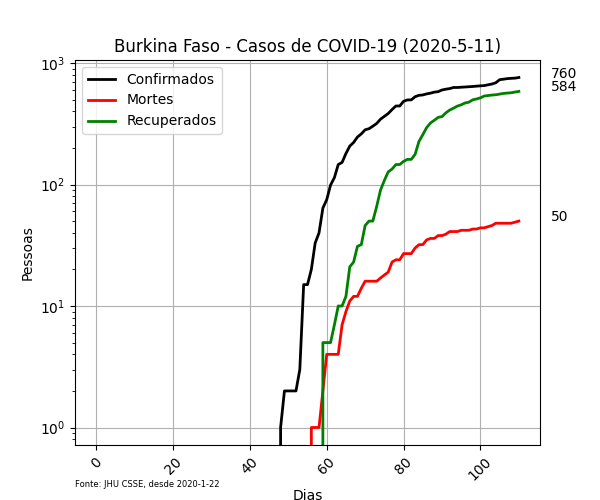 Burkina Faso - Casos de COVID-19 (2020-5-11)
Confirmados
Mortes
Recuperados
760
584
50
10³
10²
10¹
10⁰
Pessoas
0 20 40 60 80 100
Fonte: JHU CSSE, desde 2020-1-22
Dias